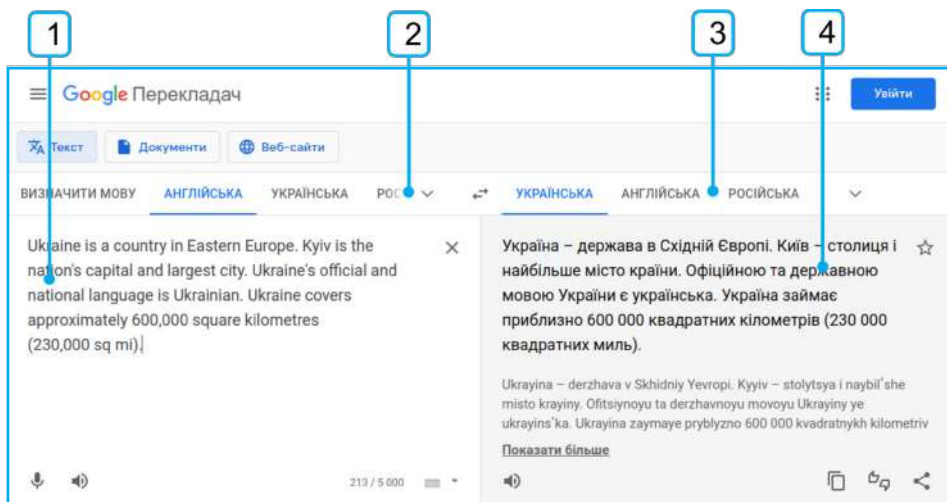 1 2 3 4
Google Перекладач Увійти
Текст Документи Веб-сайти
ВИЗНАЧИТИ МОВУ АНГЛІЙСЬКА УКРАЇНСЬКА РОС УКРАЇНСЬКА АНГЛІЙСЬКА РОСІЙСЬКА
Ukraine is a country in Eastern Europe. Kyiv is the
nation's capital and largest city. Ukraine's official and
national language is Ukrainian. Ukraine covers
approximately 600,000 square kilometres
(230,000 sq mi).
213 / 5 000
Україна – держава в Східній Європі. Київ – столиця і
найбільше місто країни. Офіційною та державною
мовою України є українська. Україна займає
приблизно 600 000 квадратних кілометрів (230 000
квадратних миль).
Ukrayina – derzhava v Skhidniy Yevropi. Kyyiv – stolytsya i naybilʹshe
misto krayiny. Ofitsiynoyu ta derzhavnoyu movoyu Ukrayiny ye
ukrayinsʹka. Ukrayina zaymaye pryblyzno 600 000 kvadratnykh kilometriv
Показати більше